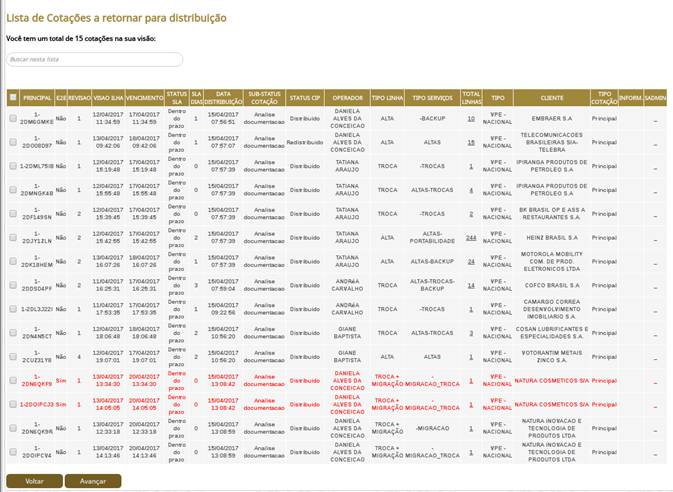 Lista de Cotações a retornar para distribuição
Você tem um total de 15 cotações na sua visão:
Buscar nesta lista
PRINCIPAL E2E REVISAO VISAO ILHA VENCIMENTO STATUS SLA SLA DIAS DATA DISTRIBUIÇÃO SUB-STATUS COTAÇÃO STATUS CIP OPERADOR TIPO LINHA TIPO SERVIÇOS TOTAL LINHAS TIPO CLIENTE TIPO COTAÇÃO INFORM. SADMIN
1-2DM6GMKE Não 1 12/04/2017 11:34:59 17/04/2017 11:34:59 Dentro do prazo 1 15/04/2017 07:56:51 Analise documentacao Distribuido DANIELA ALVES DA CONCEICAO ALTA -BACKUP 10 VPE - NACIONAL EMBRAER S.A Principal _
Não 1 13/04/2017 09:42:06 18/04/2017 09:42:06 Dentro do prazo 1 15/04/2017 07:57:07 Analise documentacao Redistribuido DANIELA ALVES DA CONCEICAO ALTA ALTAS 15 VPE - NACIONAL TELECOMUNICACOES BRASILEIRAS S/A- TELEBRA Principal _
1-2DML75IB Não 1 12/04/2017 15:19:48 17/04/2017 15:19:48 Dentro do prazo 0 15/04/2017 07:57:39 Analise documentacao Distribuido TATIANA ARAUJO TROCA -TROCAS 1 VPE - NACIONAL IPIRANGA PRODUTOS DE PETROLEO S.A Principal _
1-2DMNGK4B Não 1 12/04/2017 15:55:48 17/04/2017 15:55:48 Dentro do prazo 0 15/04/2017 07:57:39 Analise documentacao Distribuido TATIANA ARAUJO TROCA ALTAS-TROCAS 4 VPE - NACIONAL IPIRANGA PRODUTOS DE PETROLEO S.A Principal _
1-2DF149SN Não 2 12/04/2017 15:39:45 17/04/2017 15:39:45 Dentro do prazo 0 15/04/2017 07:57:39 Analise documentacao Distribuido TATIANA ARAUJO TROCA -TROCAS 2 VPE - NACIONAL BK BRASIL OP E ASS A RESTAURANTES S.A. Principal _
1-2DJY1ZLN Não 2 12/04/2017 15:42:55 17/04/2017 15:42:55 Dentro do prazo 2 15/04/2017 07:57:39 Analise documentacao Distribuido TATIANA ARAUJO ALTA ALTAS-PORTABILIDADE 244 VPE - NACIONAL HEINZ BRASIL S.A Principal _
1-2DK18HEM Não 2 13/04/2017 16:07:26 18/04/2017 16:07:26 Dentro do prazo 1 15/04/2017 07:57:39 Analise documentacao Distribuido TATIANA ARAUJO ALTA ALTAS-BACKUP 24 VPE - NACIONAL MOTOROLA MOBILITY COM. DE PROD. ELETRONICOS LTDA Principal _
1-2DDSD4PF Não 2 11/04/2017 16:25:31 16/04/2017 16:25:31 Dentro do prazo 3 15/04/2017 07:59:04 Analise documentacao Distribuido CARVALHO TROCA ALTAS-TROCAS-BACKUP 14 VPE - NACIONAL COFCO BRASIL S.A Principal _
1-2DL3J22I Não 1 11/04/2017 17:53:35 17/04/2017 17:53:35 Dentro do prazo 1 15/04/2017 09:22:56 Analise documentacao Distribuido CARVALHO TROCA -TROCAS 1 VPE - NACIONAL CAMARGO CORREA DESENVOLVIMENTO IMOBILIARIO S.A Principal _
1-2DN4N5CT Não 1 12/04/2017 18:06:48 18/04/2017 18:06:48 Dentro do prazo 2 15/04/2017 10:56:20 Analise documentacao Distribuido GIANE BAPTISTA TROCA ALTAS-TROCAS 3 VPE - NACIONAL COSAN LUBRIFICANTES E ESPECIALIDADES S.A. Principal _
1-2CUZ31Y8 Não 4 12/04/2017 19:07:01 17/04/2017 19:07:01 Dentro do prazo 2 15/04/2017 10:56:20 Analise documentacao Distribuido GIANE BAPTISTA ALTA ALTAS 1 VPE - NACIONAL VOTORANTIM METAIS ZINCO S.A. Principal _
1-2DN6QKF9 Sim 1 13/04/2017 13:34:30 20/04/2017 13:34:30 Dentro do prazo 0 15/04/2017 13:08:42 Analise documentacao Distribuido DANIELA ALVES DA CONCEICAO TROCA + MIGRAÇÃO -MIGRACAO_TROCA 1 VPE - NACIONAL NATURA COSMETICOS S/A Principal _
1-2DOIPCJ3 Sim 1 13/04/2017 14:05:05 20/04/2017 14:05:05 Dentro do prazo 0 15/04/2017 13:08:42 Analise documentacao Distribuido DANIELA ALVES DA CONCEICAO TROCA + MIGRAÇÃO -MIGRACAO_TROCA 1 VPE - NACIONAL NATURA COSMETICOS S/A Principal _
1-2DN6QK9R Não 1 13/04/2017 12:33:18 20/04/2017 12:33:18 Dentro do prazo 0 15/04/2017 13:08:59 Analise documentacao Distribuido DANIELA ALVES DA CONCEICAO TROCA + MIGRAÇÃO -MIGRACAO 1 VPE - NACIONAL NATURA INOVACAO E TECNOLOGIA DE PRODUTOS LTDA Principal _
1-2DOIPCV4 Não 1 13/04/2017 14:13:46 20/04/2017 14:13:46 Dentro do prazo 0 15/04/2017 13:08:59 Analise documentacao Distribuido DANIELA ALVES DA CONCEICAO TROCA + MIGRAÇÃO -MIGRACAO_TROCA 1 VPE - NACIONAL NATURA INOVACAO E TECNOLOGIA DE PRODUTOS LTDA Principal _
Voltar Avançar